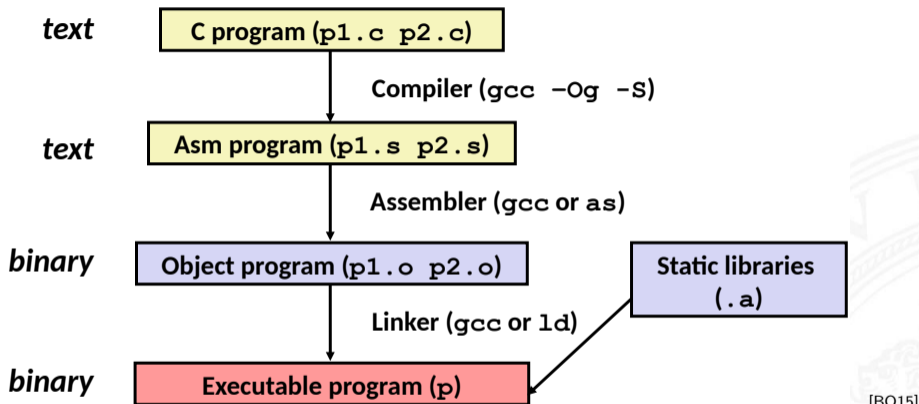 text
C program (p1.c p2.c)
Compiler (gcc –Og -S)
text
Asm program (p1.s p2.s)
Assembler (gcc or as)
binary
Object program (p1.o p2.o)
Static libraries
(.a)
Linker (gcc or ld)
binary
Executable program (p)
[BO15]